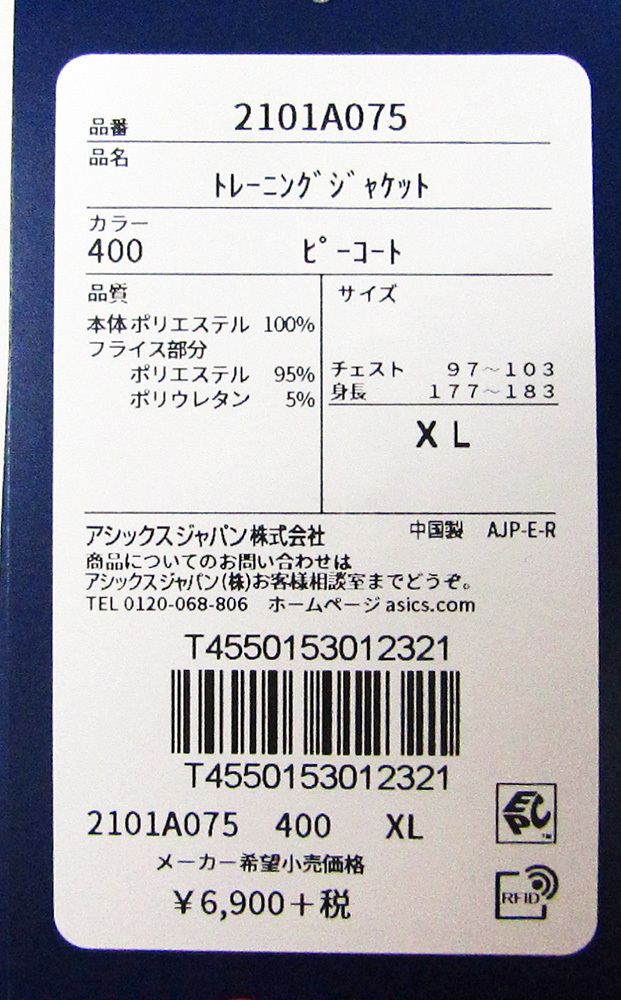 品番 2101A075
品名
ﾄﾚｰﾆﾝｸﾞｼﾞｬｹｯﾄ
カラー
400 ﾋﾟｰｺｰﾄ
品質
本体ポリエステル 100%
フライス部分
ポリエステル 95%
ポリウレタン 5%
サイズ
チェスト 97~103
身長 177~183
XL
アシックスジャパン株式会社 中国製 AJP-E-R
商品についてのお問い合わせは
アシックスジャパン(株)お客様相談室までどうぞ。
TEL 0120-068-806 ホームページ asics.com
T4550153012321
T4550153012321
2101A075 400 XL
メーカー希望小売価格
¥6,900+税
EPC
RFID